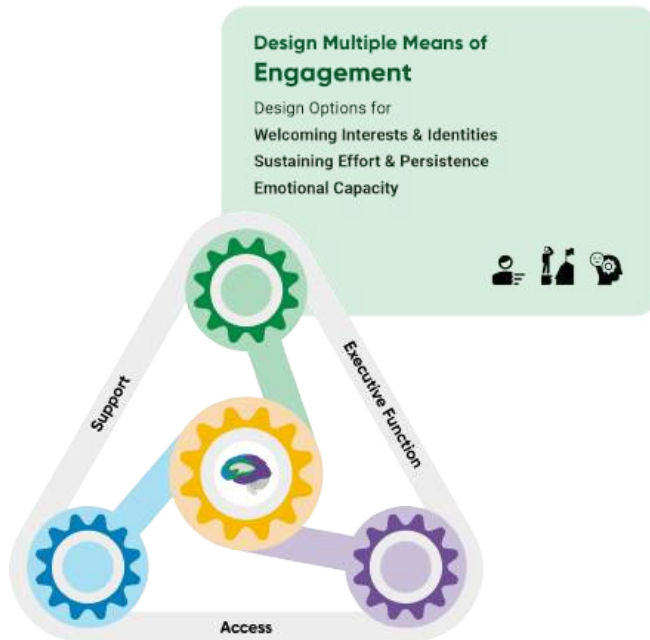 Design Multiple Means of
Engagement
Design Options for
Welcoming Interests & Identities
Sustaining Effort & Persistence
Emotional Capacity
Support
Executive Function
Access